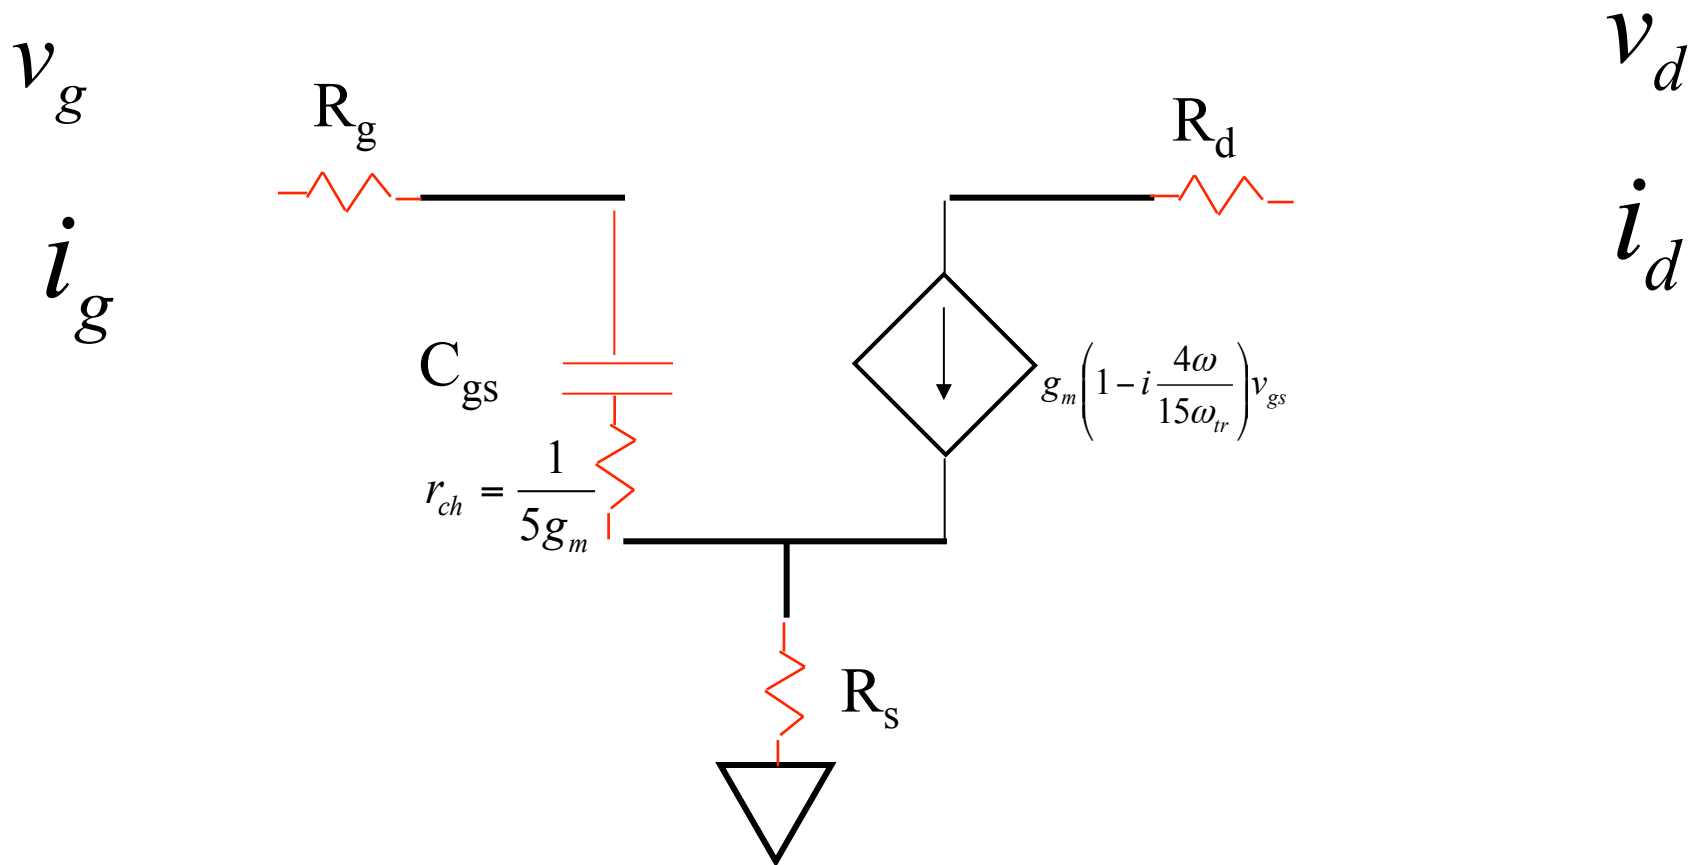 v_g
v_d
R_g
R_d
i_g
i_d
C_gs
g_m(1 - i 4ω/15ω_tr)v_gs
r_ch = 1/5g_m
R_s